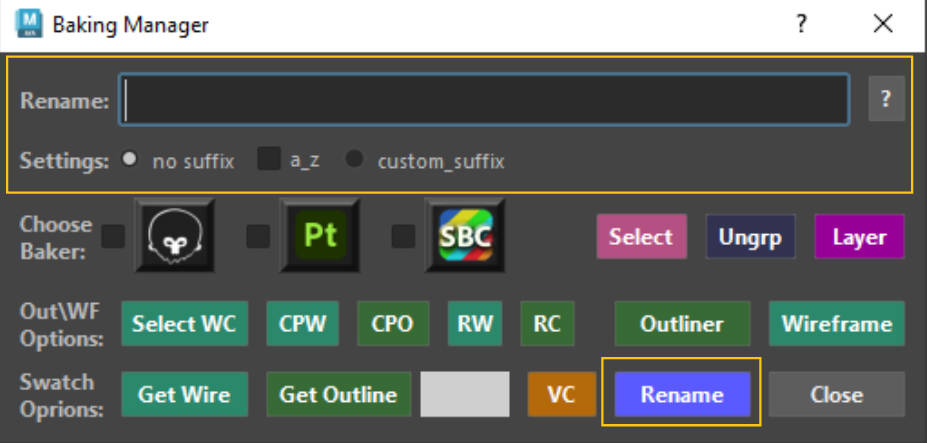 Baking Manager ? ×
Rename: ?
Settings: no suffix a_z custom_suffix
Choose Baker: Pt SBC Select Ungrp Layer
Out\WF Options: Select WC CPW CPO RW RC Outliner Wireframe
Swatch Oprions: Get Wire Get Outline VC Rename Close